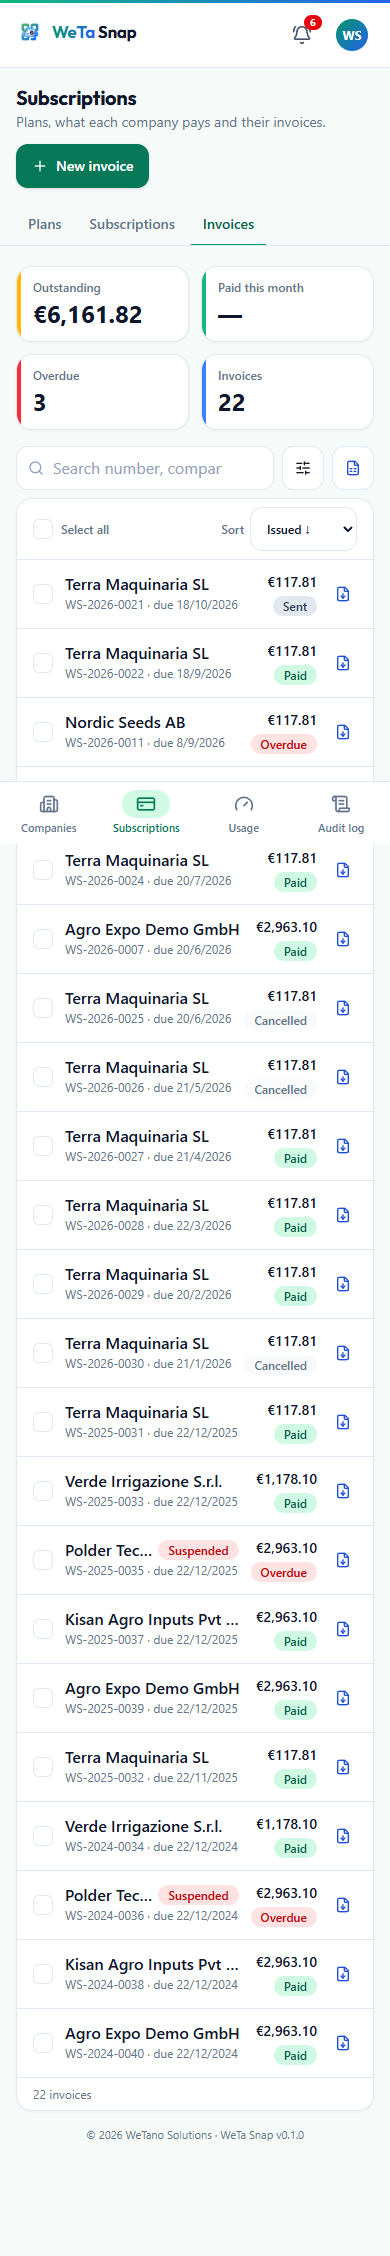 WeTa Snap
6
WS
Subscriptions
Plans, what each company pays and their invoices.
+ New invoice
Plans Subscriptions Invoices
Outstanding
€6,161.82
Paid this month
—
Overdue
3
Invoices
22
Search number, compar
Select all Sort Issued ↓
Terra Maquinaria SL €117.81
WS-2026-0021 · due 18/10/2026 Sent
Terra Maquinaria SL €117.81
WS-2026-0022 · due 18/9/2026 Paid
Nordic Seeds AB €117.81
WS-2026-0011 · due 8/9/2026 Overdue
Companies Subscriptions Usage Audit log
Terra Maquinaria SL €117.81
WS-2026-0024 · due 20/7/2026 Paid
Agro Expo Demo GmbH €2,963.10
WS-2026-0007 · due 20/6/2026 Paid
Terra Maquinaria SL €117.81
WS-2026-0025 · due 20/6/2026 Cancelled
Terra Maquinaria SL €117.81
WS-2026-0026 · due 21/5/2026 Cancelled
Terra Maquinaria SL €117.81
WS-2026-0027 · due 21/4/2026 Paid
Terra Maquinaria SL €117.81
WS-2026-0028 · due 22/3/2026 Paid
Terra Maquinaria SL €117.81
WS-2026-0029 · due 20/2/2026 Paid
Terra Maquinaria SL €117.81
WS-2026-0030 · due 21/1/2026 Cancelled
Terra Maquinaria SL €117.81
WS-2025-0031 · due 22/12/2025 Paid
Verde Irrigazione S.r.l. €1,178.10
WS-2025-0033 · due 22/12/2025 Paid
Polder Tec... Suspended €2,963.10
WS-2025-0035 · due 22/12/2025 Overdue
Kisan Agro Inputs Pvt ... €2,963.10
WS-2025-0037 · due 22/12/2025 Paid
Agro Expo Demo GmbH €2,963.10
WS-2025-0039 · due 22/12/2025 Paid
Terra Maquinaria SL €117.81
WS-2025-0032 · due 22/11/2025 Paid
Verde Irrigazione S.r.l. €1,178.10
WS-2024-0034 · due 22/12/2024 Paid
Polder Tec... Suspended €2,963.10
WS-2024-0036 · due 22/12/2024 Overdue
Kisan Agro Inputs Pvt ... €2,963.10
WS-2024-0038 · due 22/12/2024 Paid
Agro Expo Demo GmbH €2,963.10
WS-2024-0040 · due 22/12/2024 Paid
22 invoices
© 2026 WeTano Solutions · WeTa Snap v0.1.0